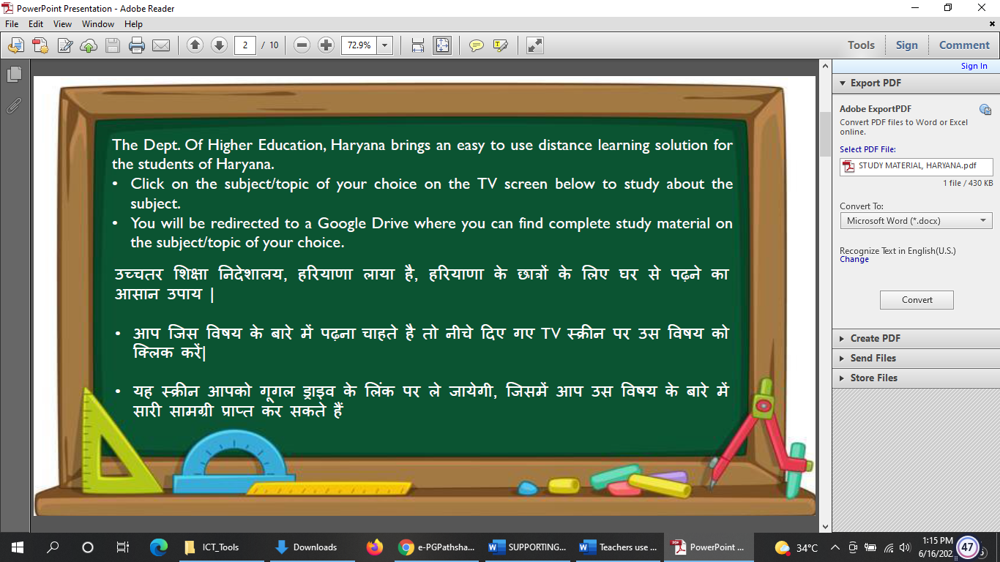 PowerPoint Presentation - Adobe Reader
File Edit View Window Help
2 / 10 72.9% Tools Sign Comment
Sign In
Export PDF
Adobe ExportPDF
Convert PDF files to Word or Excel
online.
Select PDF File:
STUDY MATERIAL, HARYANA.pdf
1 file / 430 KB
Convert To:
Microsoft Word (*.docx)
Recognize Text in English(U.S.)
Change
Convert
Create PDF
Send Files
Store Files
The Dept. Of Higher Education, Haryana brings an easy to use distance learning solution for
the students of Haryana.
• Click on the subject/topic of your choice on the TV screen below to study about the
subject.
• You will be redirected to a Google Drive where you can find complete study material on
the subject/topic of your choice.
उच्चतर शिक्षा निदेशालय, हरियाणा लाया है, हरियाणा के छात्रों के लिए घर से पढ़ने का
आसान उपाय |
• आप जिस विषय के बारे में पढ़ना चाहते है तो नीचे दिए गए TV स्क्रीन पर उस विषय को
क्लिक करें|
• यह स्क्रीन आपको गूगल ड्राइव के लिंक पर ले जायेगी, जिसमें आप उस विषय के बारे में
सारी सामग्री प्राप्त कर सकते हैं
ICT_Tools Downloads e-PGPathsha... SUPPORTING... Teachers use ... PowerPoint ... 34°C 1:15 PM
6/16/202 47